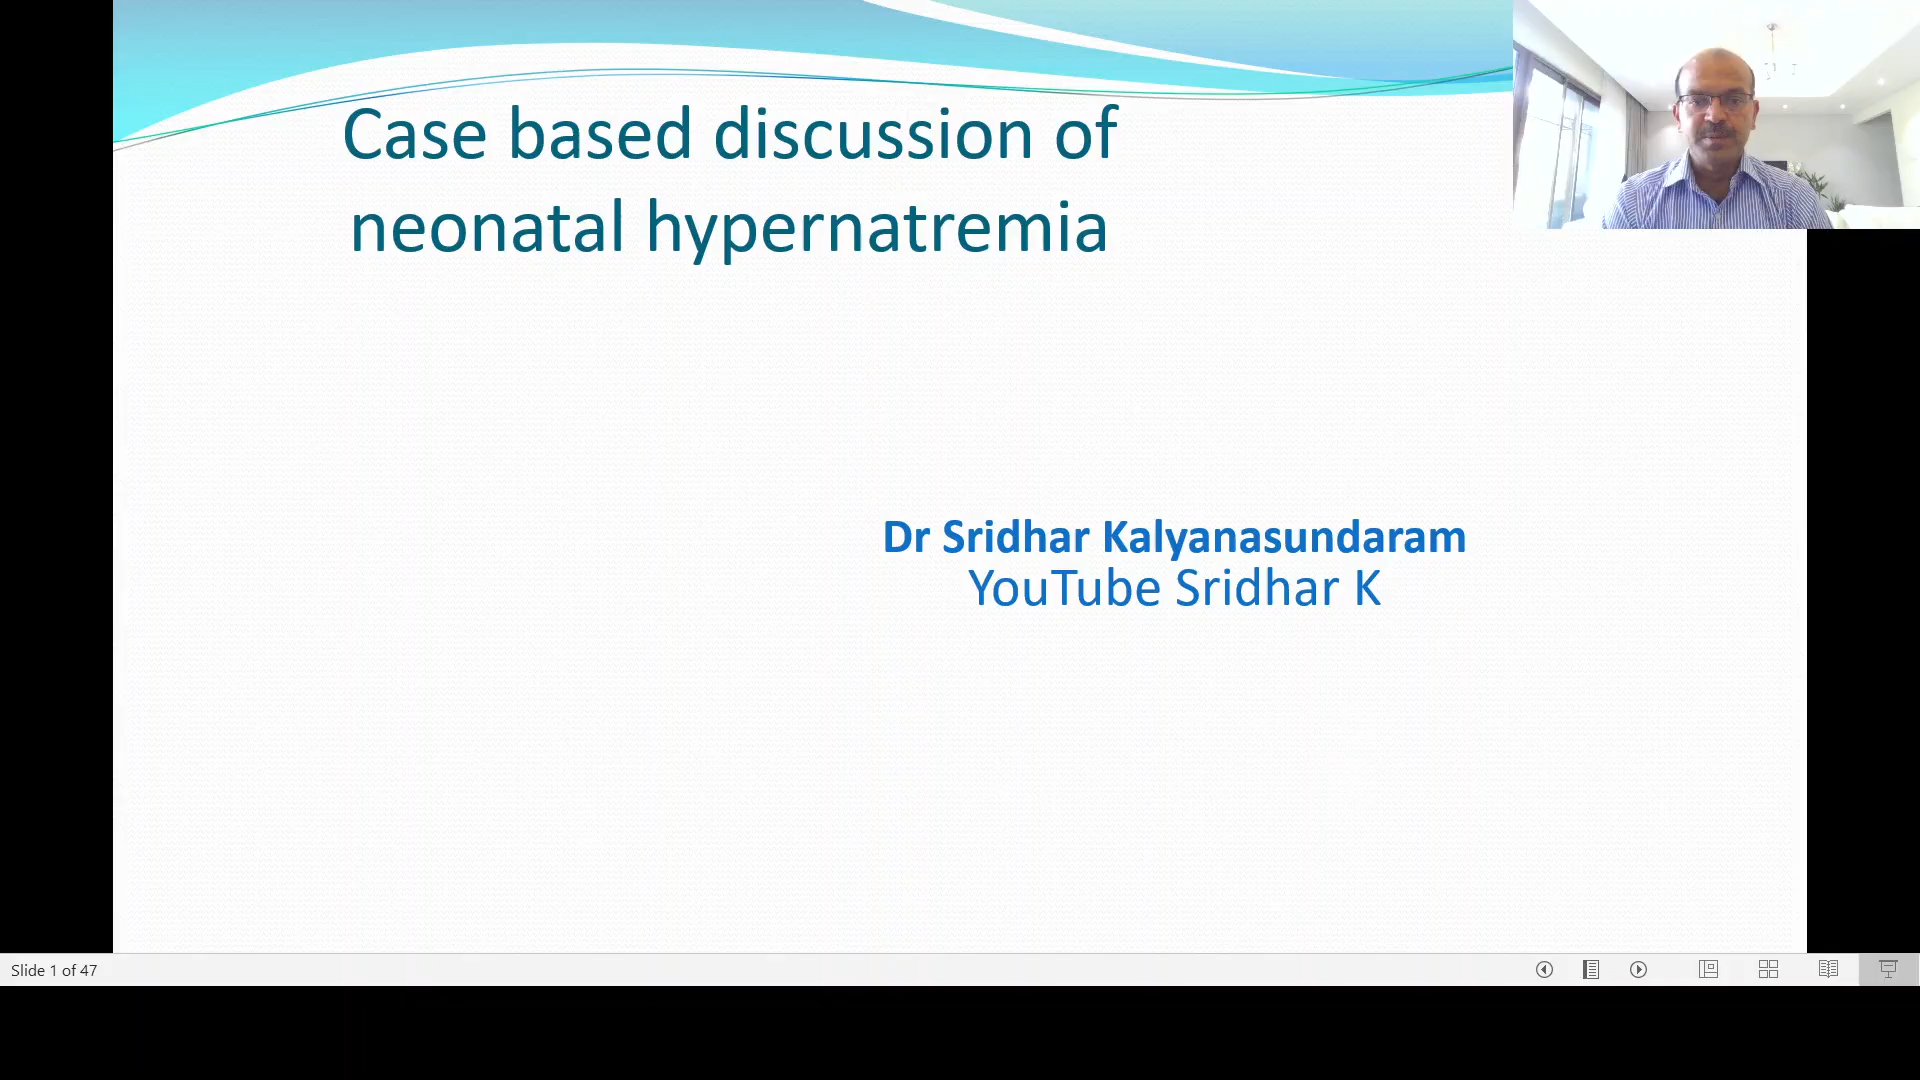 Case based discussion of
neonatal hypernatremia
Dr Sridhar Kalyanasundaram
YouTube Sridhar K
Slide 1 of 47